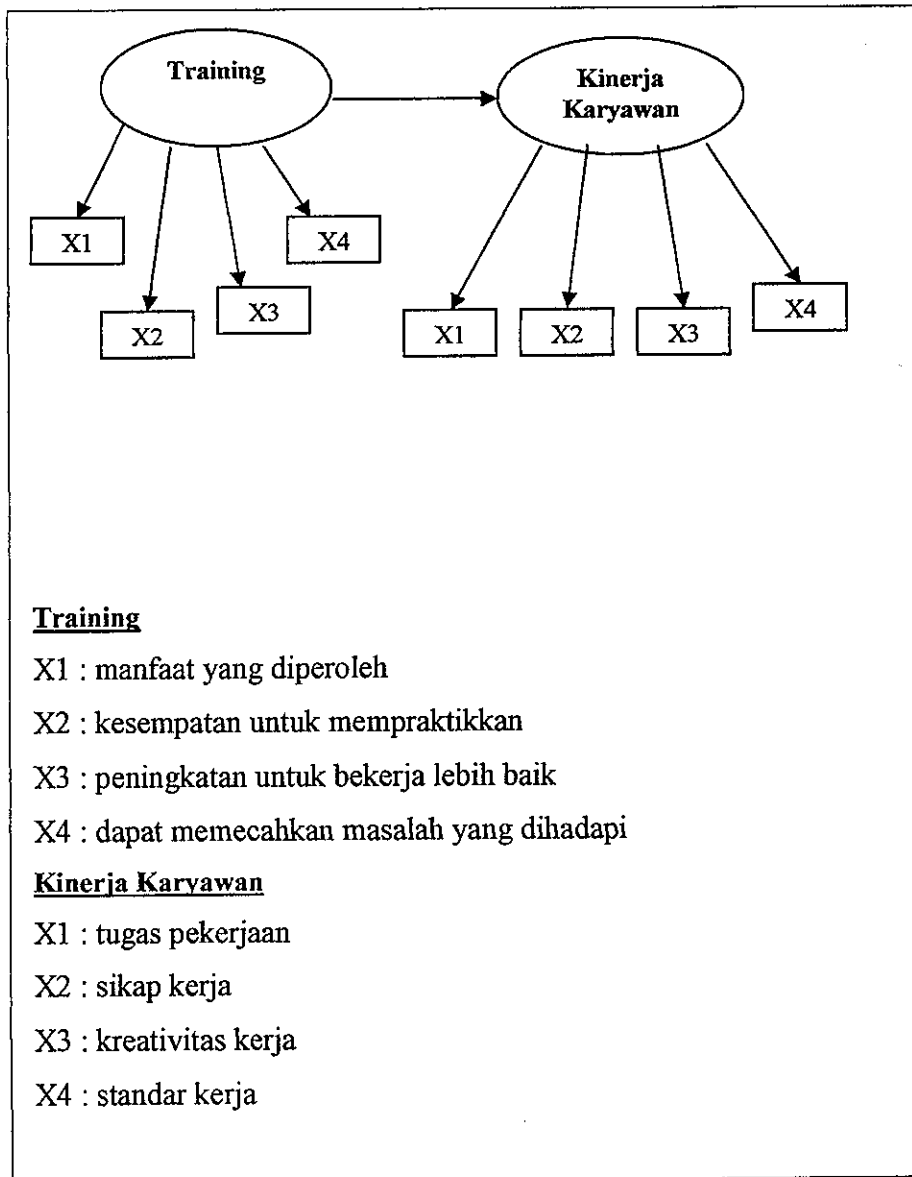 Training
Kinerja
Karyawan
X1
X4
X3
X2
X1
X2
X3
X4
Training
X1 : manfaat yang diperoleh
X2 : kesempatan untuk mempraktikkan
X3 : peningkatan untuk bekerja lebih baik
X4 : dapat memecahkan masalah yang dihadapi
Kinerja Karyawan
X1 : tugas pekerjaan
X2 : sikap kerja
X3 : kreativitas kerja
X4 : standar kerja